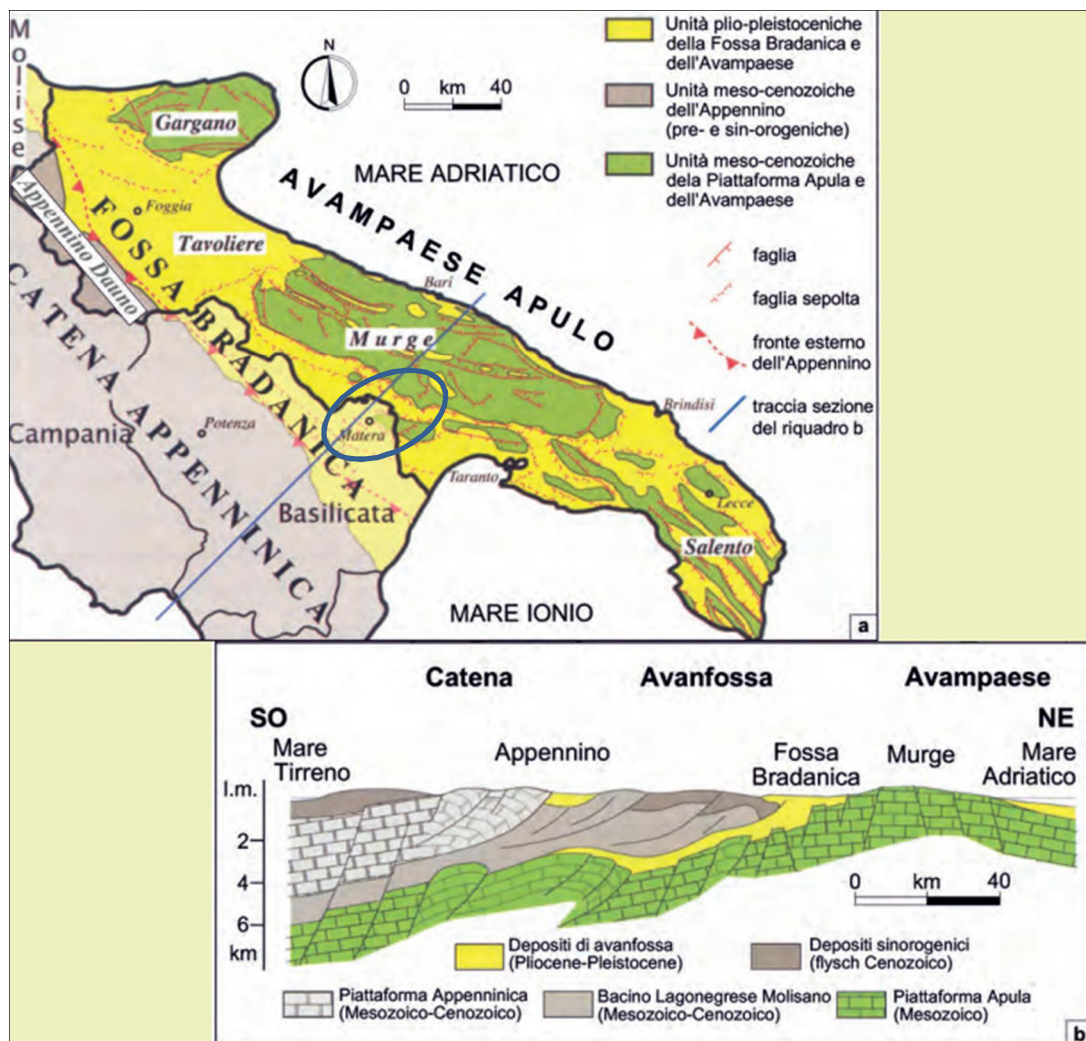 Molise
N
0 km 40
Unità plio-pleistoceniche
della Fossa Bradanica e
dell'Avampaese
Unità meso-cenozoiche
dell'Appennino
(pre- e sin-orogeniche)
Unità meso-cenozoiche
dela Piattaforma Apula e
dell'Avampaese
faglia
faglia sepolta
fronte esterno
dell'Appennino
traccia sezione
del riquadro b
Gargano
MARE ADRIATICO
AVAMPAESE APULO
Appennino Dauno
Foggia
FOSSA BRADANICA
Tavoliere
Bari
Murge
CATENA APPENNINICA
Campania
Potenza
Matera
Brindisi
Taranto
Basilicata
Lecce
Salento
MARE IONIO
a
Catena Avanfossa Avampaese
SO NE
Mare
Tirreno
Appennino
Fossa
Bradanica
Murge
Mare
Adriatico
l.m.
2
4
6
km
0 km 40
Depositi di avanfossa
(Pliocene-Pleistocene)
Depositi sinorogenici
(flysch Cenozoico)
Piattaforma Appenninica
(Mesozoico-Cenozoico)
Bacino Lagonegrese Molisano
(Mesozoico-Cenozoico)
Piattaforma Apula
(Mesozoico)
b